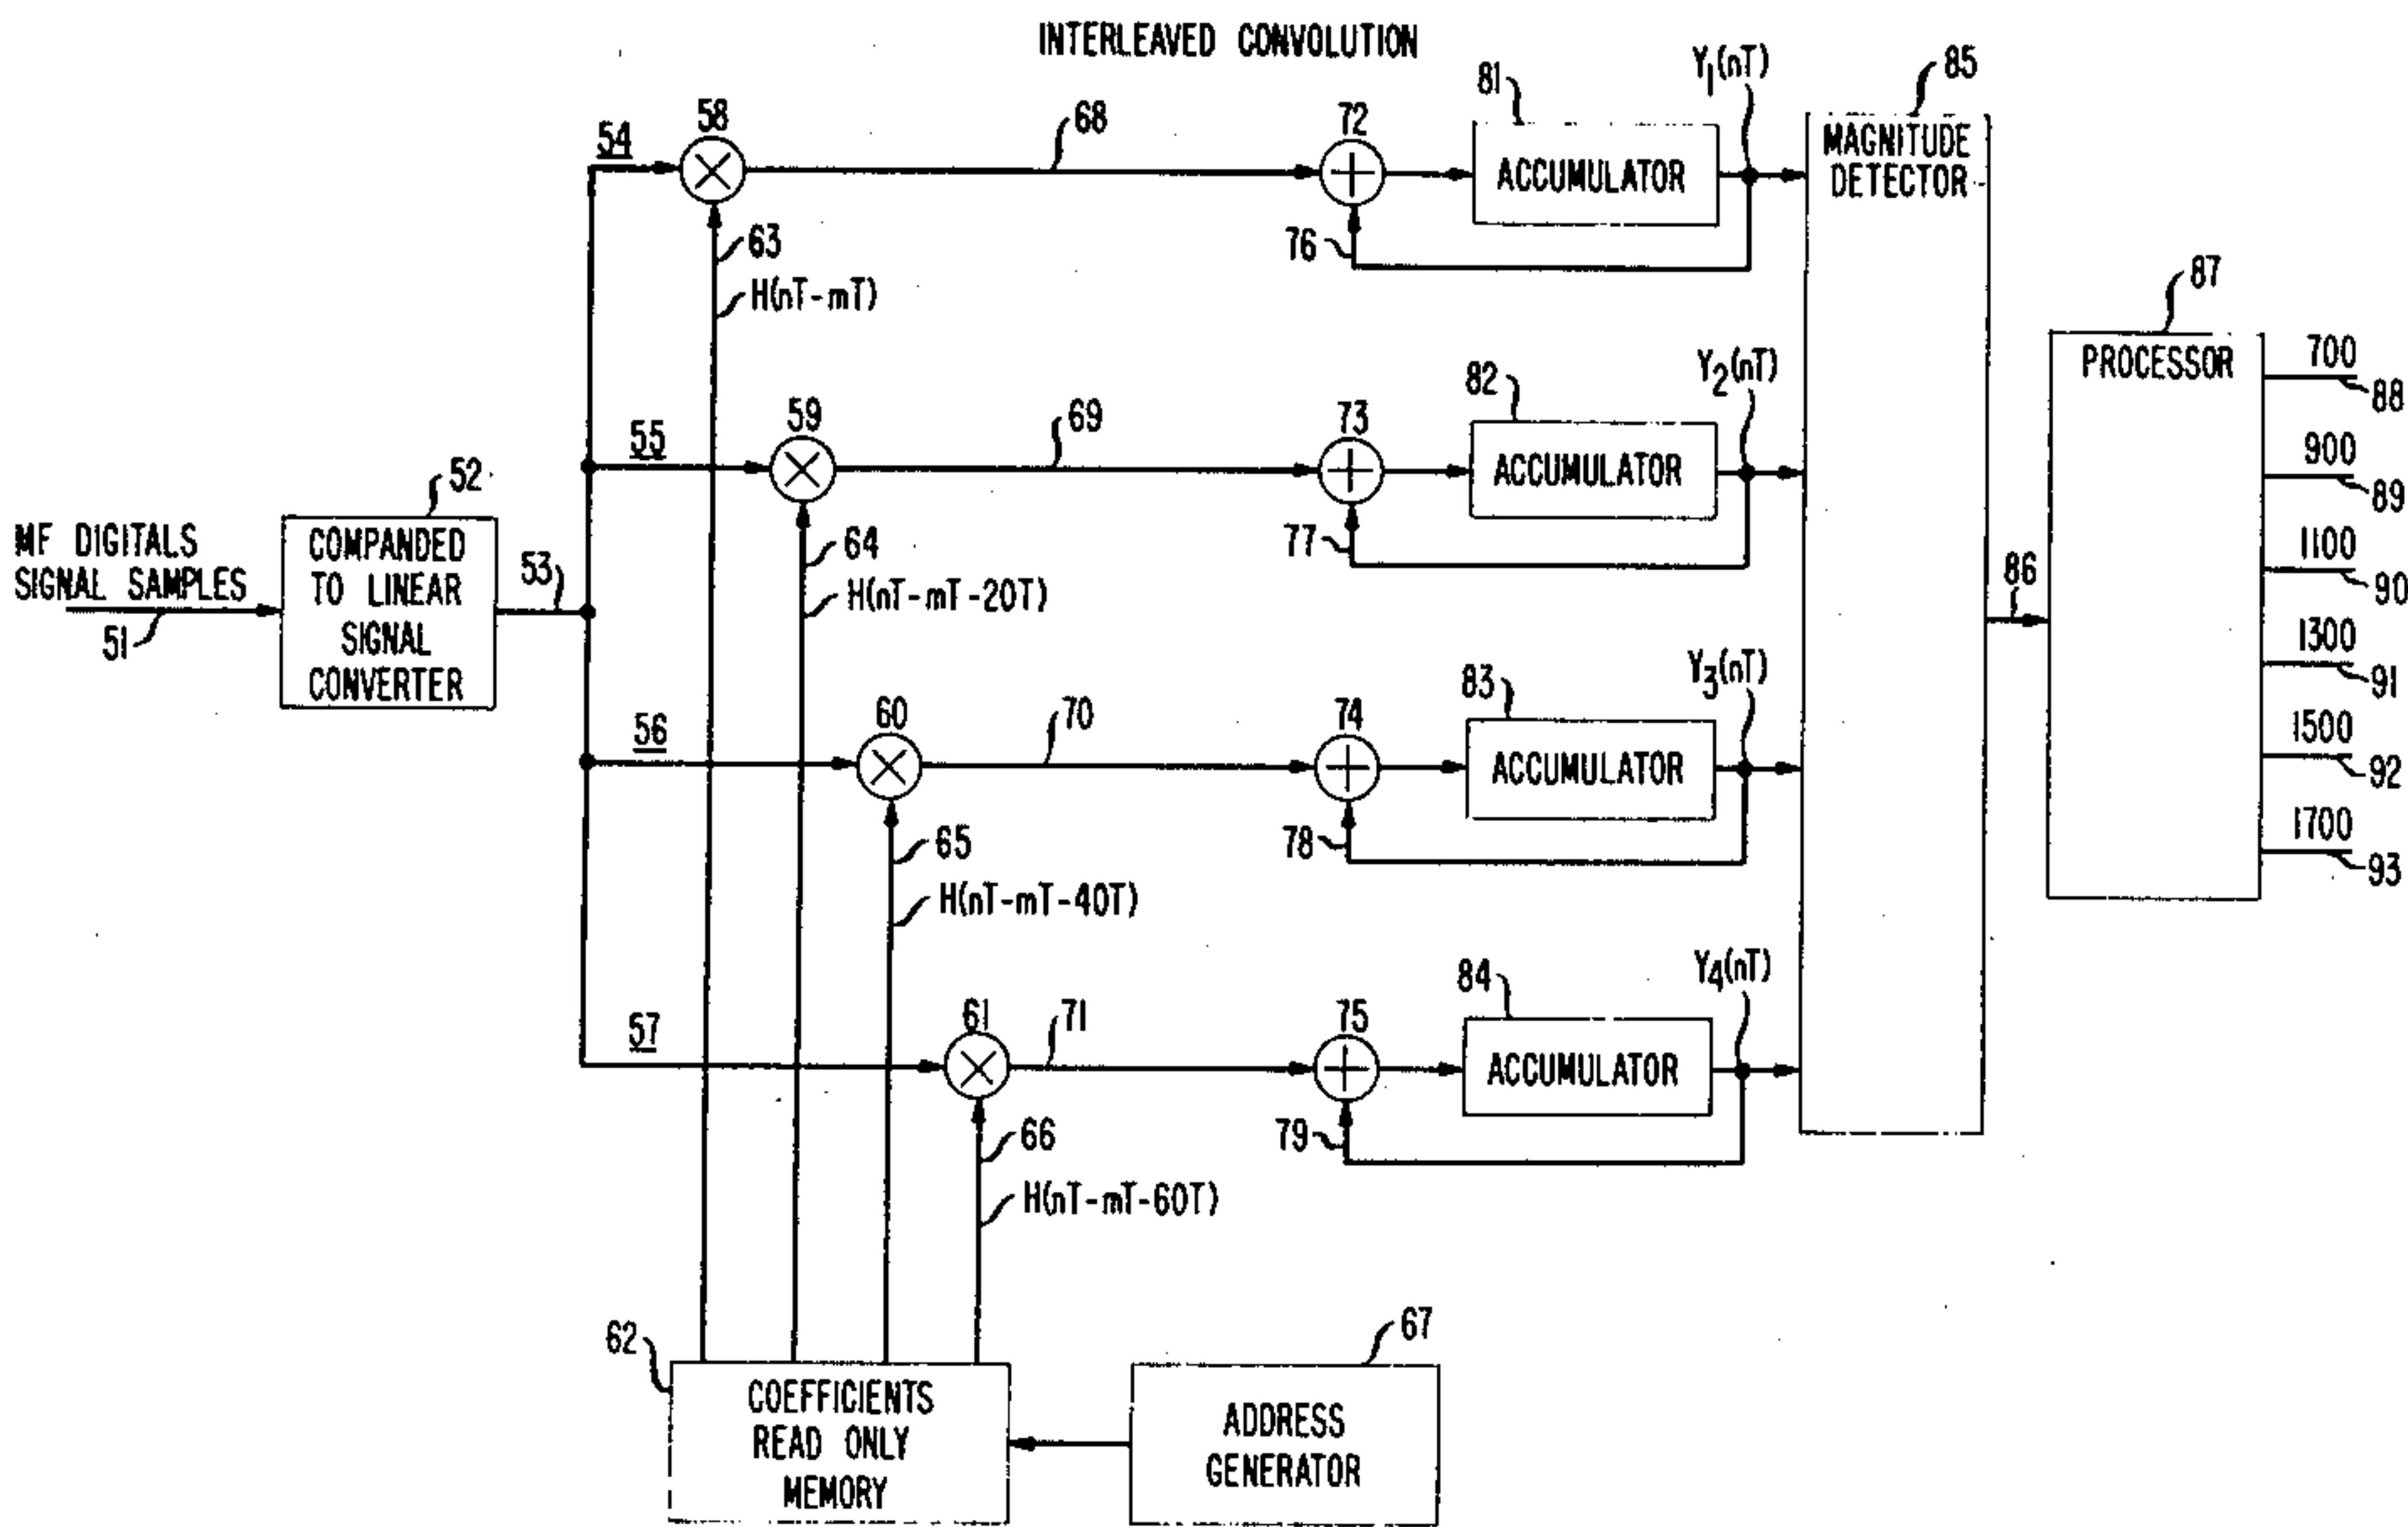 INTERLEAVED CONVOLUTION
MF DIGITALS
SIGNAL SAMPLES
51
52
COMPANDED
TO LINEAR
SIGNAL
CONVERTER
53
54
58
68
72
81
ACCUMULATOR
Y1(nT)
76
63
H(nT-mT)
55
59
69
73
82
ACCUMULATOR
Y2(nT)
77
64
H(nT-mT-20T)
56
60
70
74
83
ACCUMULATOR
Y3(nT)
78
65
H(nT-mT-40T)
57
61
71
75
84
ACCUMULATOR
Y4(nT)
79
66
H(nT-mT-60T)
62
COEFFICIENTS
READ ONLY
MEMORY
67
ADDRESS
GENERATOR
85
MAGNITUDE
DETECTOR
86
87
PROCESSOR
700
88
900
89
1100
90
1300
91
1500
92
1700
93